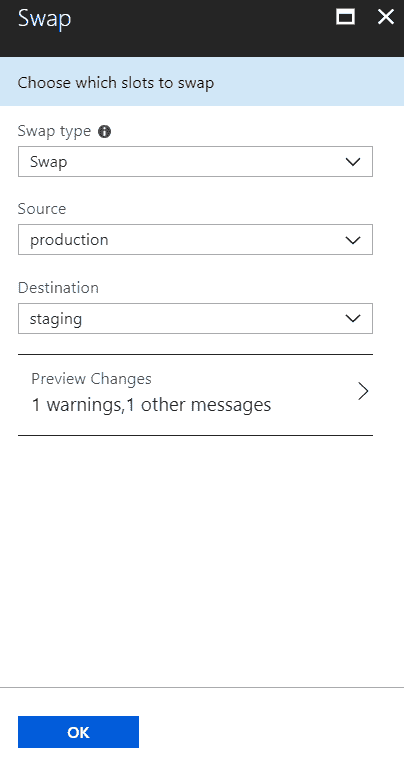 Swap
Choose which slots to swap
Swap type
Swap
Source
production
Destination
staging
Preview Changes
1 warnings,1 other messages
OK